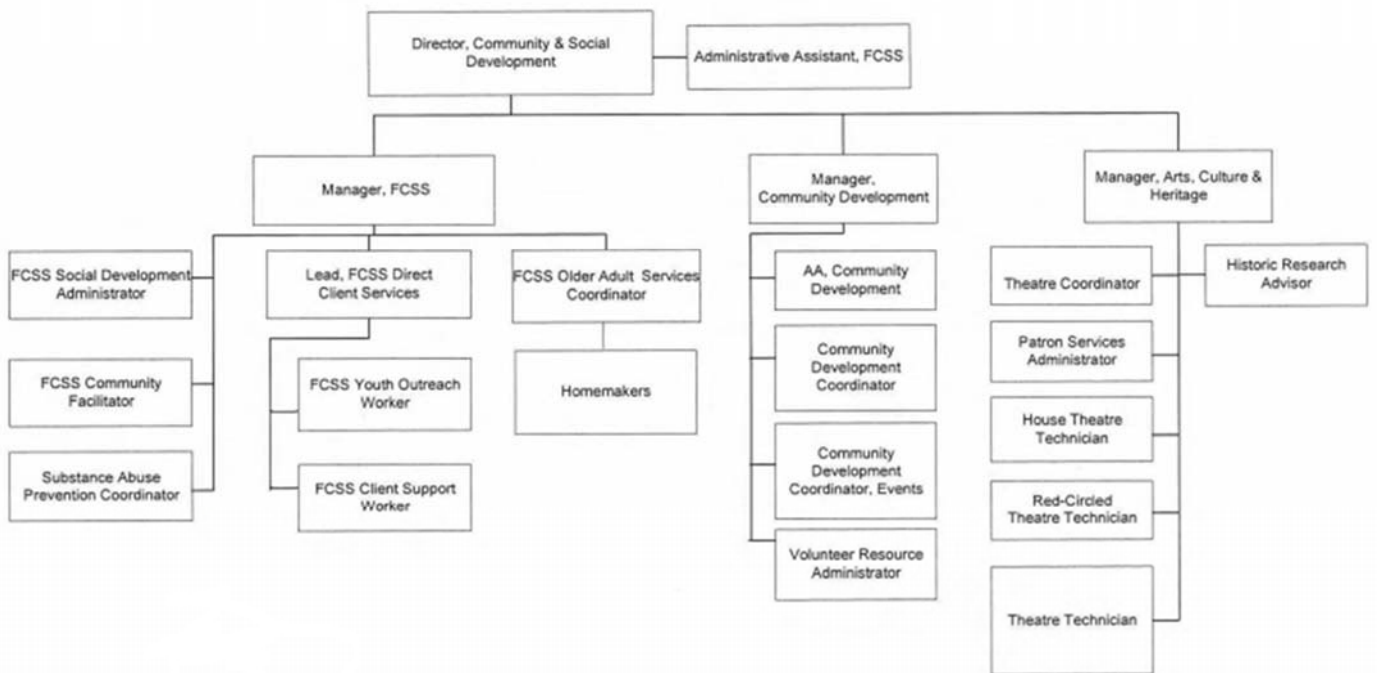 Director, Community & Social
Development
Administrative Assistant, FCSS
Manager, FCSS
Manager,
Community Development
Manager, Arts, Culture &
Heritage
FCSS Social Development
Administrator
Lead, FCSS Direct
Client Services
FCSS Older Adult Services
Coordinator
AA, Community
Development
Theatre Coordinator
Historic Research
Advisor
FCSS Community
Facilitator
FCSS Youth Outreach
Worker
Homemakers
Community
Development
Coordinator
Patron Services
Administrator
House Theatre
Technician
Substance Abuse
Prevention Coordinator
FCSS Client Support
Worker
Community
Development
Coordinator, Events
Red-Circled
Theatre Technician
Volunteer Resource
Administrator
Theatre Technician